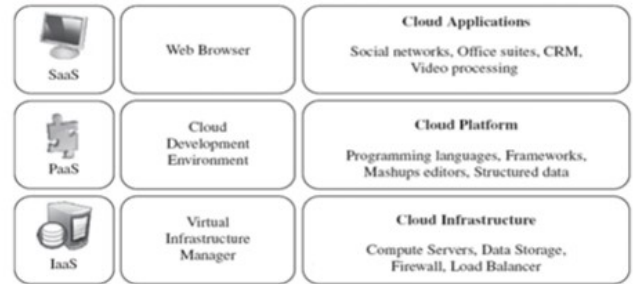 SaaS
Web Browser
Cloud Applications
Social networks, Office suites, CRM,
Video processing
PaaS
Cloud
Development
Environment
Cloud Platform
Programming languages, Frameworks,
Mashups editors, Structured data
IaaS
Virtual
Infrastructure
Manager
Cloud Infrastructure
Compute Servers, Data Storage,
Firewall, Load Balancer